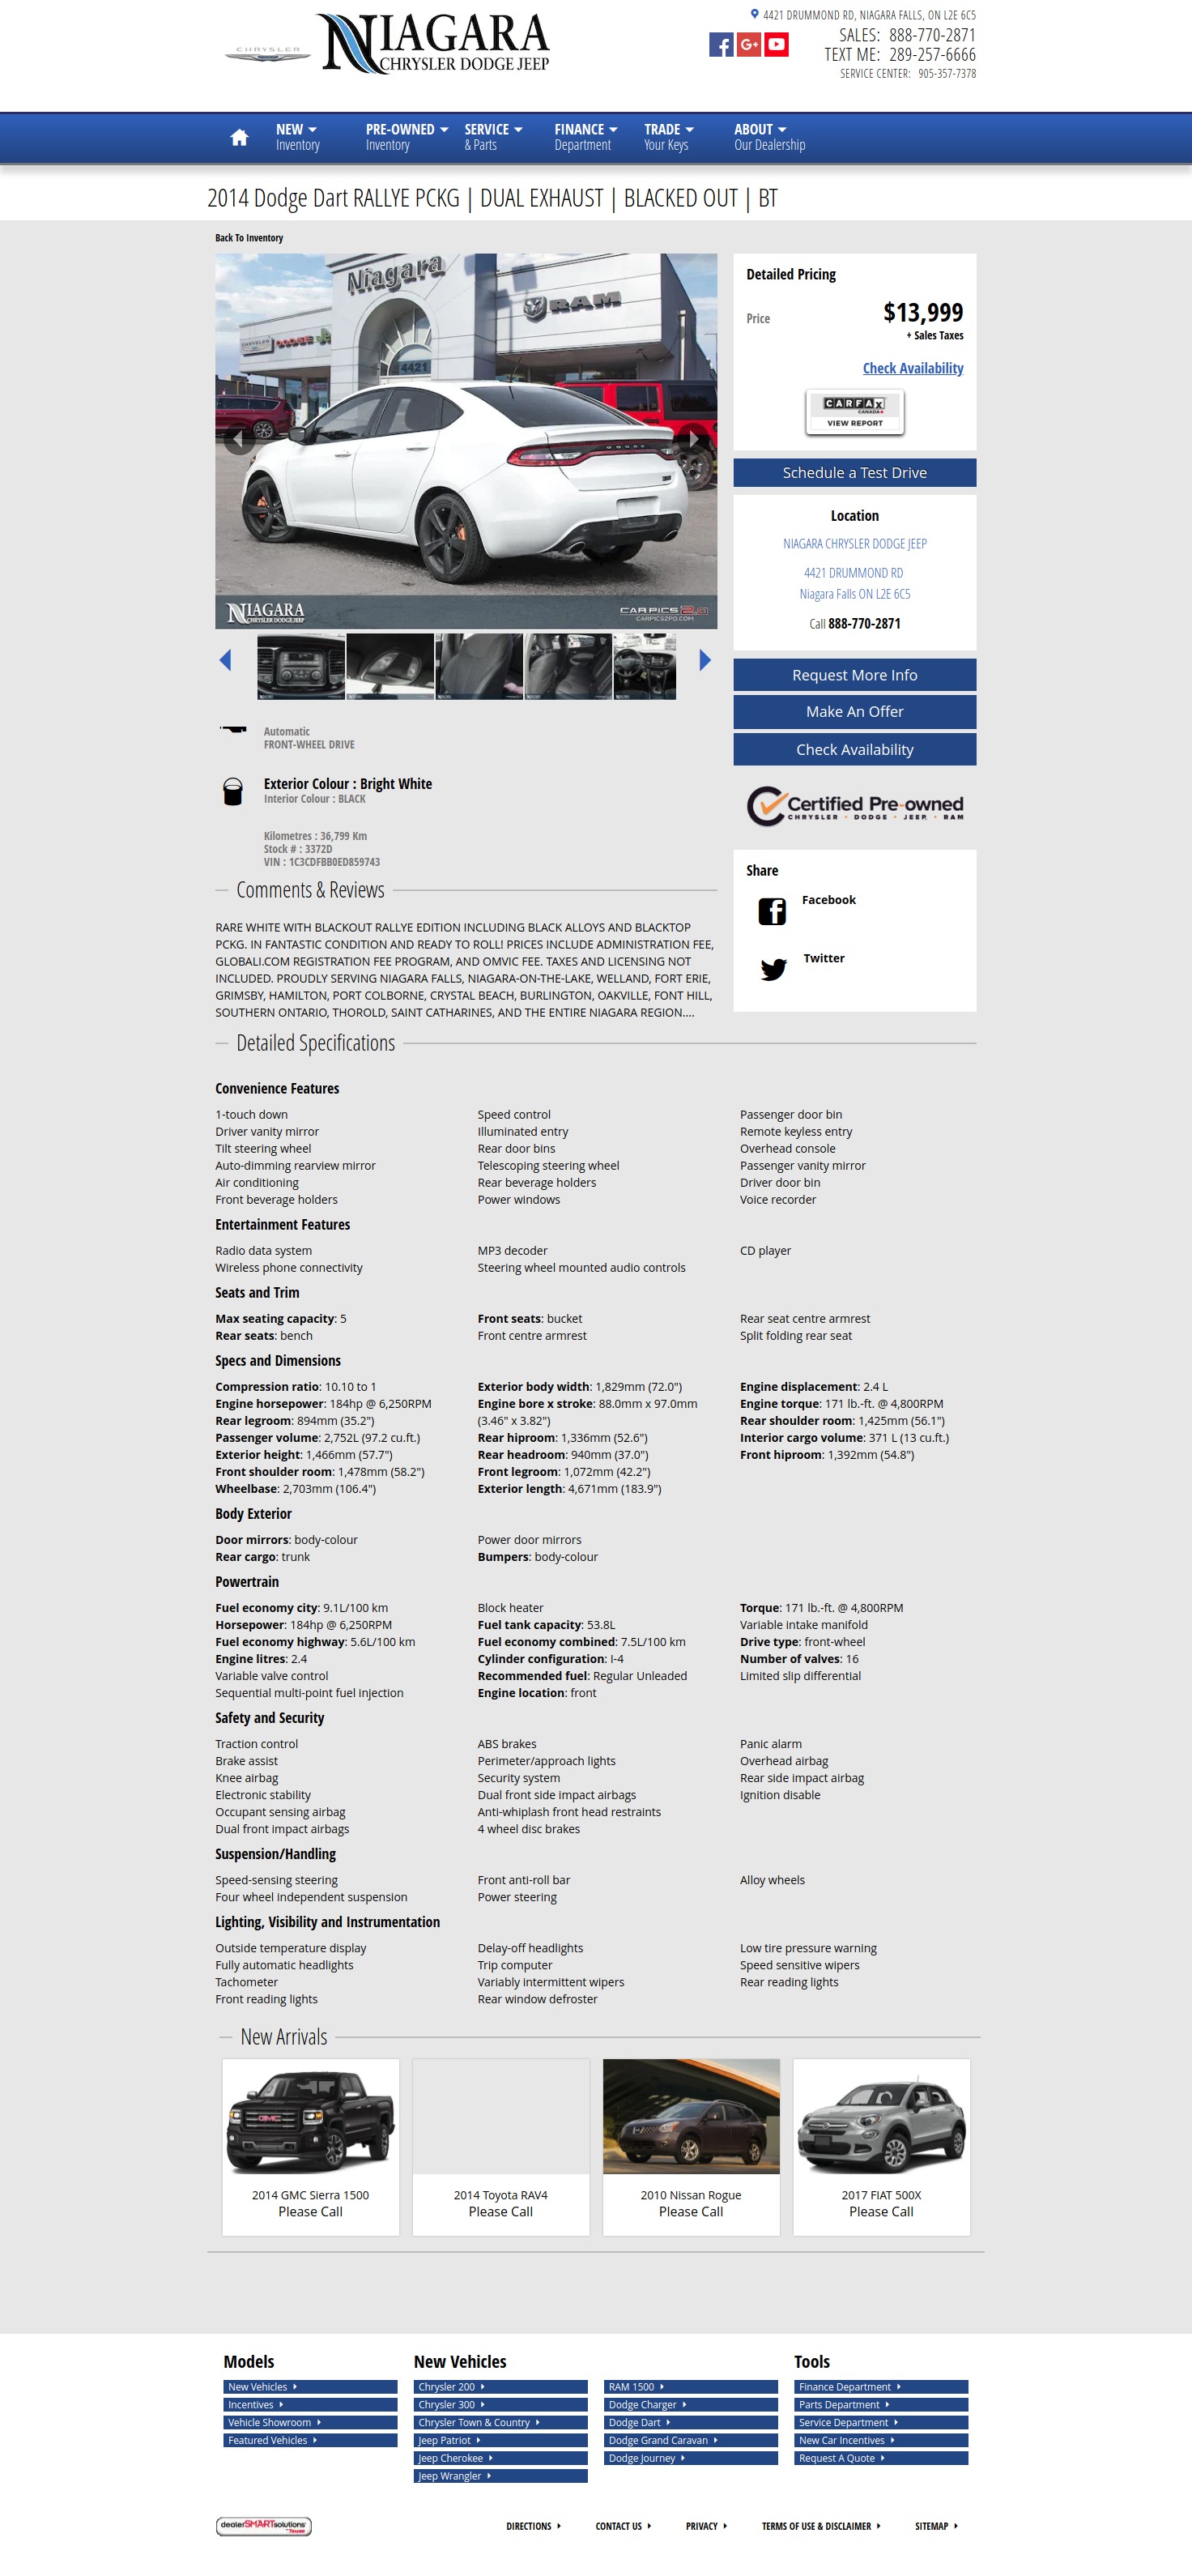 4421 DRUMMOND RD, NIAGARA FALLS, ON L2E 6C5
CHRYSLER
NIAGARA
CHRYSLER DODGE JEEP
SALES: 888-770-2871
TEXT ME: 289-257-6666
SERVICE CENTER: 905-357-7378
NEW
Inventory
PRE-OWNED
Inventory
SERVICE
& Parts
FINANCE
Department
TRADE
Your Keys
ABOUT
Our Dealership
2014 Dodge Dart RALLYE PCKG | DUAL EXHAUST | BLACKED OUT | BT
Back To Inventory
Niagara
RAM
CHRYSLER DODGE
4421
DODGE
NIAGARA
CHRYSLER DODGE JEEP
CARPICS2P0
CARPICS2PO.COM
Detailed Pricing
Price
$13,999
+ Sales Taxes
Check Availability
CARFAX
CANADA
VIEW REPORT
Schedule a Test Drive
Location
NIAGARA CHRYSLER DODGE JEEP
4421 DRUMMOND RD
Niagara Falls ON L2E 6C5
Call 888-770-2871
Request More Info
Make An Offer
Check Availability
Certified Pre-owned
CHRYSLER • DODGE • JEEP • RAM
Share
Facebook
Twitter
Automatic
FRONT-WHEEL DRIVE
Exterior Colour : Bright White
Interior Colour : BLACK
Kilometres : 36,799 Km
Stock # : 3372D
VIN : 1C3CDFBB0ED859743
Comments & Reviews
RARE WHITE WITH BLACKOUT RALLYE EDITION INCLUDING BLACK ALLOYS AND BLACKTOP
PCKG. IN FANTASTIC CONDITION AND READY TO ROLL! PRICES INCLUDE ADMINISTRATION FEE,
GLOBALI.COM REGISTRATION FEE PROGRAM, AND OMVIC FEE. TAXES AND LICENSING NOT
INCLUDED. PROUDLY SERVING NIAGARA FALLS, NIAGARA-ON-THE-LAKE, WELLAND, FORT ERIE,
GRIMSBY, HAMILTON, PORT COLBORNE, CRYSTAL BEACH, BURLINGTON, OAKVILLE, FONT HILL,
SOUTHERN ONTARIO, THOROLD, SAINT CATHARINES, AND THE ENTIRE NIAGARA REGION....
Detailed Specifications
Convenience Features
1-touch down
Speed control
Passenger door bin
Driver vanity mirror
Illuminated entry
Remote keyless entry
Tilt steering wheel
Rear door bins
Overhead console
Auto-dimming rearview mirror
Telescoping steering wheel
Passenger vanity mirror
Air conditioning
Rear beverage holders
Driver door bin
Front beverage holders
Power windows
Voice recorder
Entertainment Features
Radio data system
MP3 decoder
CD player
Wireless phone connectivity
Steering wheel mounted audio controls
Seats and Trim
Max seating capacity: 5
Front seats: bucket
Rear seat centre armrest
Rear seats: bench
Front centre armrest
Split folding rear seat
Specs and Dimensions
Compression ratio: 10.10 to 1
Engine horsepower: 184hp @ 6,250RPM
Rear legroom: 894mm (35.2")
Passenger volume: 2,752L (97.2 cu.ft.)
Exterior height: 1,466mm (57.7")
Front shoulder room: 1,478mm (58.2")
Wheelbase: 2,703mm (106.4")
Exterior body width: 1,829mm (72.0")
Engine bore x stroke: 88.0mm x 97.0mm
(3.46" x 3.82")
Rear hiproom: 1,336mm (52.6")
Rear headroom: 940mm (37.0")
Front legroom: 1,072mm (42.2")
Exterior length: 4,671mm (183.9")
Engine displacement: 2.4 L
Engine torque: 171 lb.-ft. @ 4,800RPM
Rear shoulder room: 1,425mm (56.1")
Interior cargo volume: 371 L (13 cu.ft.)
Front hiproom: 1,392mm (54.8")
Body Exterior
Door mirrors: body-colour
Power door mirrors
Rear cargo: trunk
Bumpers: body-colour
Powertrain
Fuel economy city: 9.1L/100 km
Block heater
Torque: 171 lb.-ft. @ 4,800RPM
Horsepower: 184hp @ 6,250RPM
Fuel tank capacity: 53.8L
Variable intake manifold
Fuel economy highway: 5.6L/100 km
Fuel economy combined: 7.5L/100 km
Drive type: front-wheel
Engine litres: 2.4
Cylinder configuration: I-4
Number of valves: 16
Variable valve control
Recommended fuel: Regular Unleaded
Limited slip differential
Sequential multi-point fuel injection
Engine location: front
Safety and Security
Traction control
ABS brakes
Panic alarm
Brake assist
Perimeter/approach lights
Overhead airbag
Knee airbag
Security system
Rear side impact airbag
Electronic stability
Dual front side impact airbags
Ignition disable
Occupant sensing airbag
Anti-whiplash front head restraints
Dual front impact airbags
4 wheel disc brakes
Suspension/Handling
Speed-sensing steering
Front anti-roll bar
Alloy wheels
Four wheel independent suspension
Power steering
Lighting, Visibility and Instrumentation
Outside temperature display
Delay-off headlights
Low tire pressure warning
Fully automatic headlights
Trip computer
Speed sensitive wipers
Tachometer
Variably intermittent wipers
Rear reading lights
Front reading lights
Rear window defroster
New Arrivals
GMC
2014 GMC Sierra 1500
Please Call
2014 Toyota RAV4
Please Call
2010 Nissan Rogue
Please Call
2017 FIAT 500X
Please Call
Models
New Vehicles
Incentives
Vehicle Showroom
Featured Vehicles
New Vehicles
Chrysler 200
Chrysler 300
Chrysler Town & Country
Jeep Patriot
Jeep Cherokee
Jeep Wrangler
RAM 1500
Dodge Charger
Dodge Dart
Dodge Grand Caravan
Dodge Journey
Tools
Finance Department
Parts Department
Service Department
New Car Incentives
Request A Quote
dealerSMARTsolutions
DIRECTIONS
CONTACT US
PRIVACY
TERMS OF USE & DISCLAIMER
SITEMAP